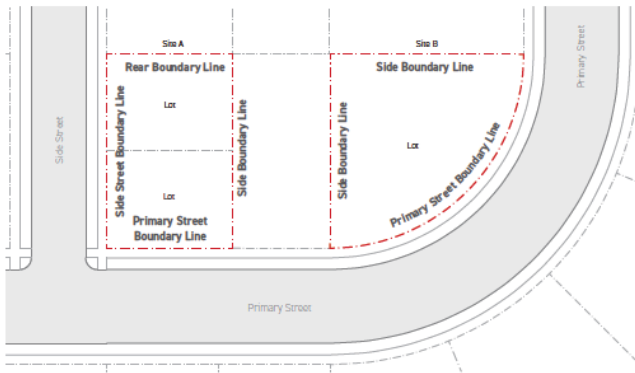 Site A
Site B
Primary Street
Rear Boundary Line
Side Boundary Line
Side Street
Side Street Boundary Line
Lot
Side Boundary Line
Side Boundary Line
Lot
Primary Street Boundary Line
Lot
Primary Street
Boundary Line
Primary Street